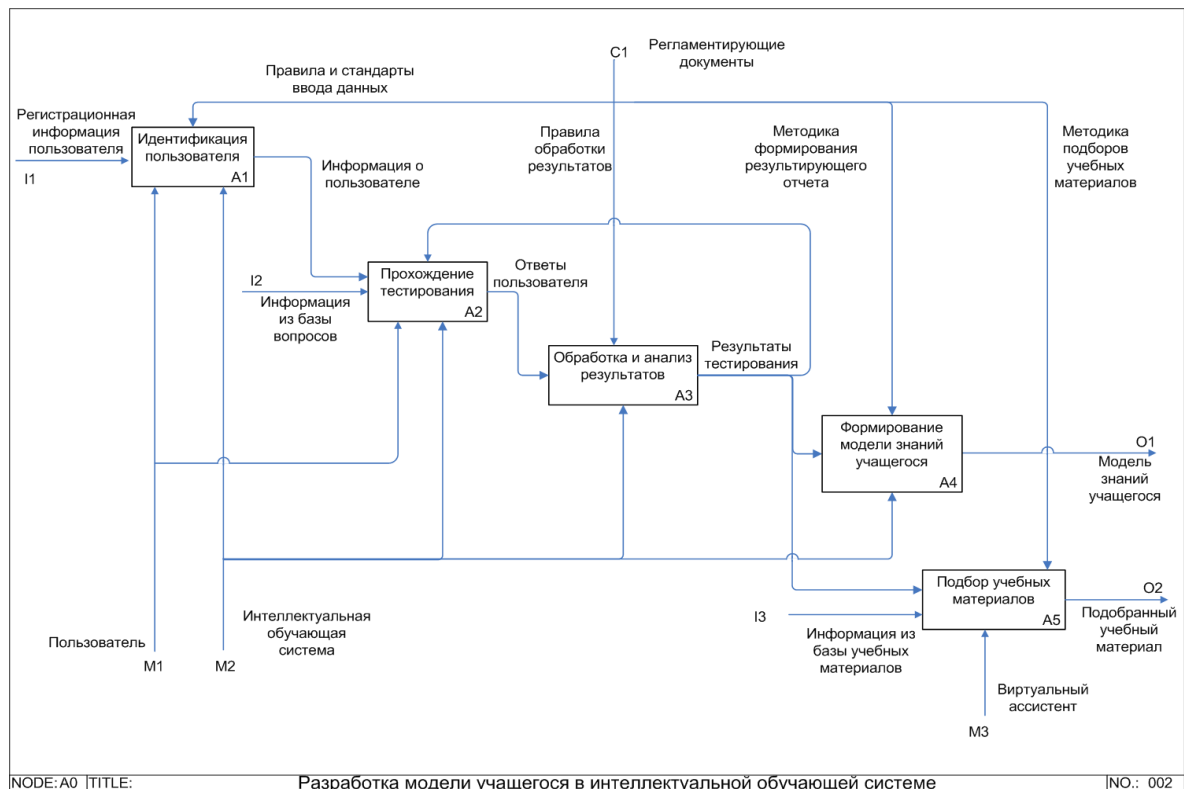 C1
Регламентирующие
документы
Правила и стандарты
ввода данных
Регистрационная
информация
пользователя
I1
Идентификация
пользователя
A1
Информация о
пользователе
Правила
обработки
результатов
Методика
формирования
результирующего
отчета
Методика
подборов
учебных
материалов
I2
Информация
из базы
вопросов
Прохождение
тестирования
A2
Ответы
пользователя
Обработка и анализ
результатов
A3
Результаты
тестирования
Формирование
модели знаний
учащегося
A4
O1
Модель
знаний
учащегося
Подбор учебных
материалов
A5
O2
Подобранный
учебный
материал
I3
Информация из
базы учебных
материалов
Пользователь
M1
Интеллектуальная
обучающая
система
M2
Виртуальный
ассистент
M3
NODE: A0 TITLE: Разработка модели учащегося в интеллектуальной обучающей системе NO.: 002